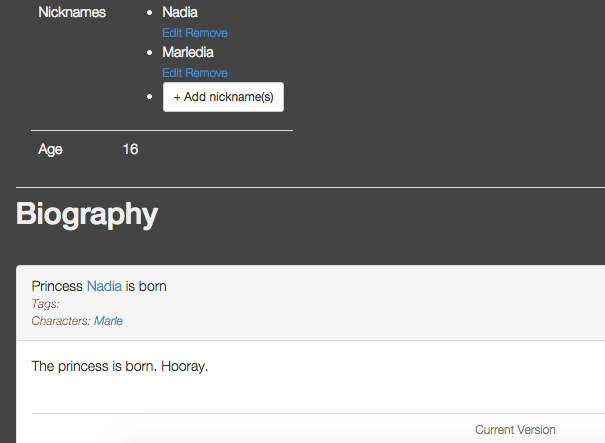 Nicknames
Nadia
Edit Remove
Marledia
Edit Remove
+ Add nickname(s)
Age 16
Biography
Princess Nadia is born
Tags:
Characters: Marle
The princess is born. Hooray.
Current Version